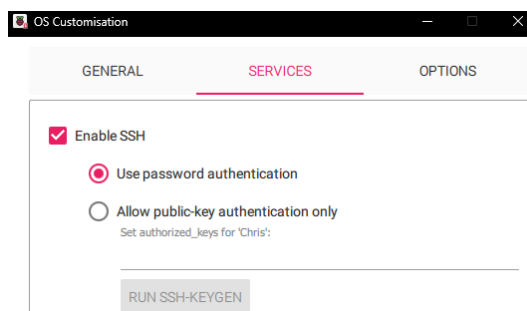 OS Customisation
GENERAL SERVICES OPTIONS
Enable SSH
Use password authentication
Allow public-key authentication only
Set authorized_keys for 'Chris':
RUN SSH-KEYGEN